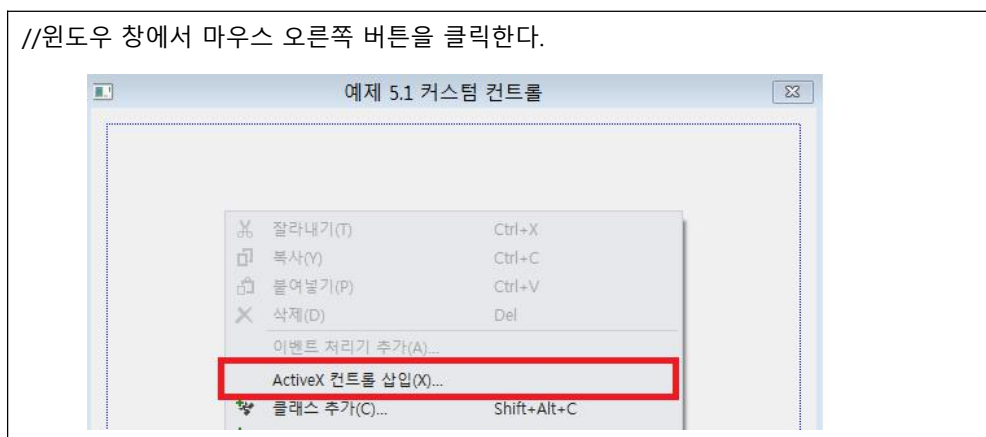 //윈도우 창에서 마우스 오른쪽 버튼을 클릭한다.
예제 5.1 커스텀 컨트롤
잘라내기(T) Ctrl+X
복사(Y) Ctrl+C
붙여넣기(P) Ctrl+V
삭제(D) Del
이벤트 처리기 추가(A)...
ActiveX 컨트롤 삽입(X)...
클래스 추가(C)... Shift+Alt+C